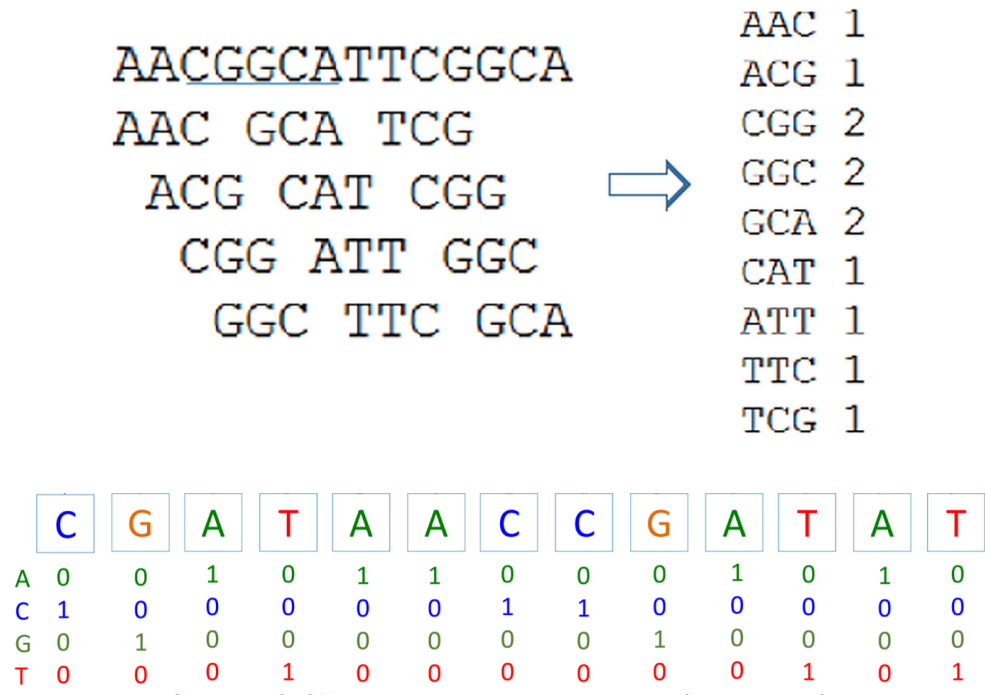 AACGGCATTCGGCA
AAC GCA TCG
ACG CAT CGG
CGG ATT GGC
GGC TTC GCA
AAC 1
ACG 1
CGG 2
GGC 2
GCA 2
CAT 1
ATT 1
TTC 1
TCG 1
C G A T A A C C G A T A T
A 0 0 1 0 1 1 0 0 0 1 0 1 0
C 1 0 0 0 0 0 1 1 0 0 0 0 0
G 0 1 0 0 0 0 0 0 1 0 0 0 0
T 0 0 0 1 0 0 0 0 0 0 1 0 1